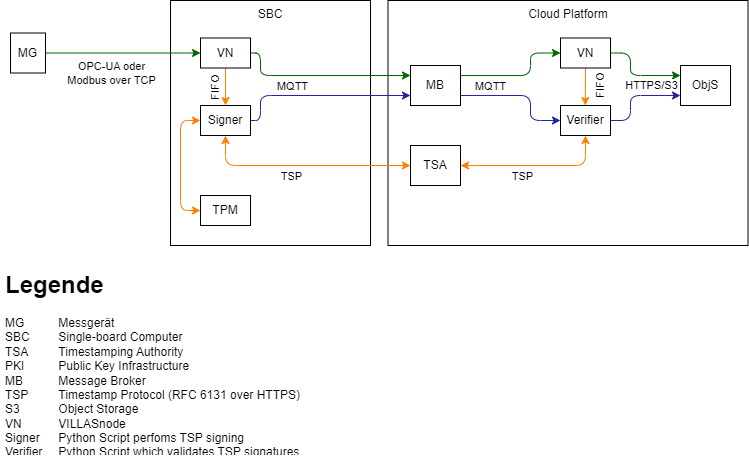 SBC
Cloud Platform
MG
OPC-UA oder
Modbus over TCP
VN
FIFO
MQTT
Signer
TSP
TPM
MB
MQTT
TSA
TSP
VN
FIFO
HTTPS/S3
Verifier
ObjS
Legende
MG Messgerät
SBC Single-board Computer
TSA Timestamping Authority
PKI Public Key Infrastructure
MB Message Broker
TSP Timestamp Protocol (RFC 6131 over HTTPS)
S3 Object Storage
VN VILLASnode
Signer Python Script perfoms TSP signing
Verifier Python Script which validates TSP signatures